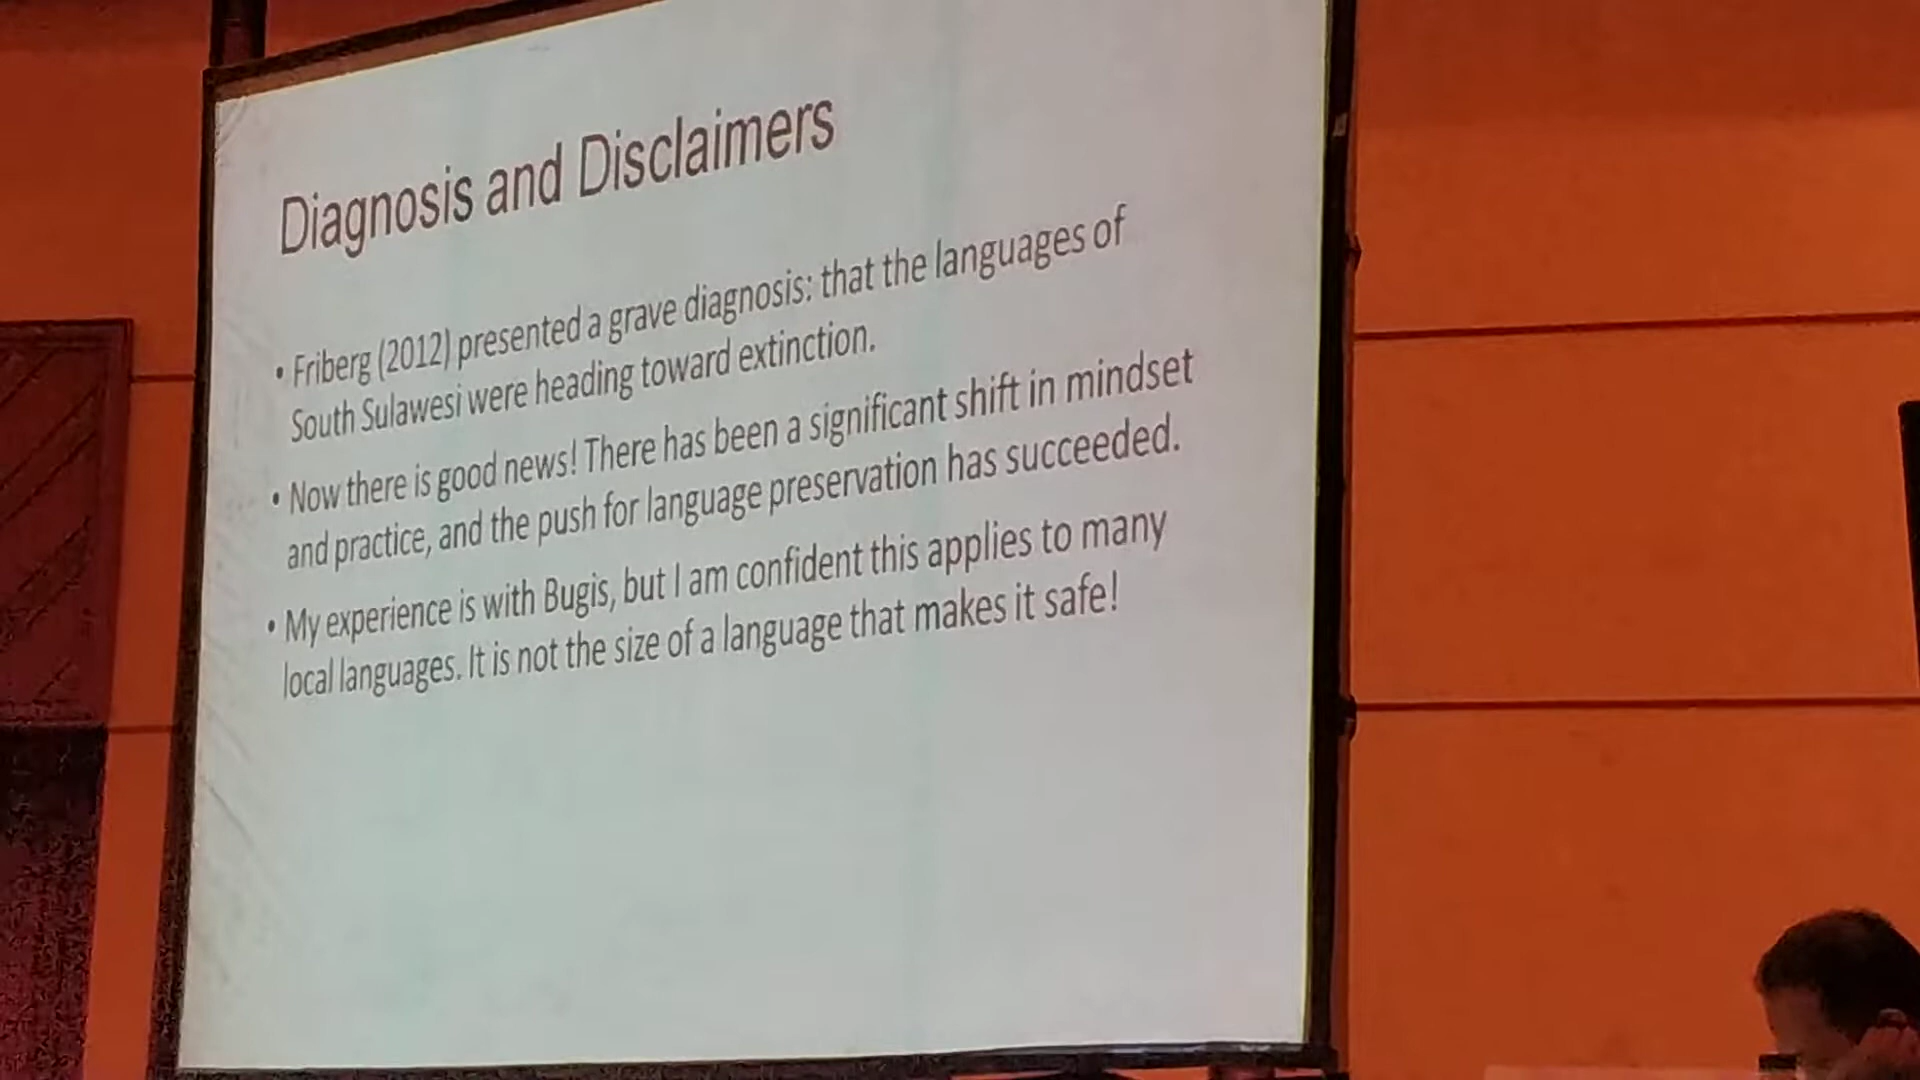 Diagnosis and Disclaimers
• Friberg (2012) presented a grave diagnosis: that the languages of
South Sulawesi were heading toward extinction.
• Now there is good news! There has been a significant shift in mindset
and practice, and the push for language preservation has succeeded.
• My experience is with Bugis, but I am confident this applies to many
local languages. It is not the size of a language that makes it safe!